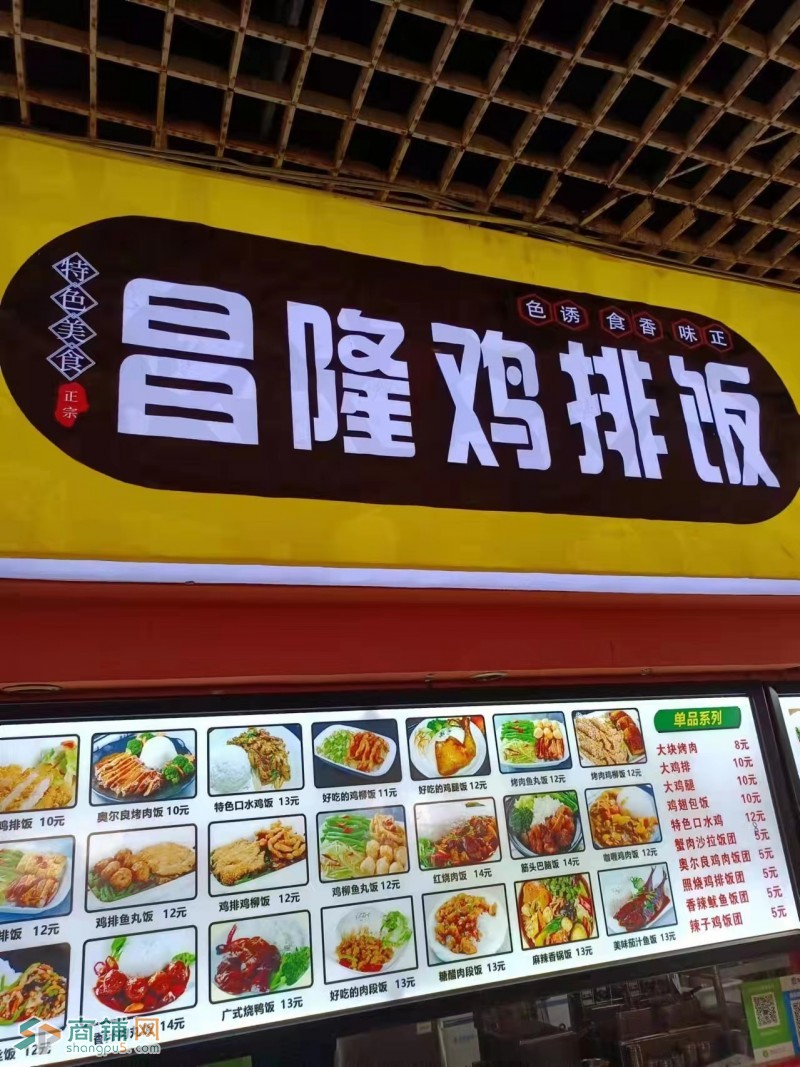 特色美食
正宗
昌隆鸡排饭
色诱 食香 味正
鸡排饭 10元
奥尔良烤肉饭 10元
特色口水鸡饭 13元
好吃的鸡柳饭 11元
好吃的鸡腿饭 12元
烤肉鱼丸饭 12元
烤肉鸡柳饭 12元
排饭 12元
鸡排鱼丸饭 12元
鸡排鸡柳饭 12元
鸡柳鱼丸饭 12元
红烧肉饭 14元
筋头巴脑饭 14元
咖喱鸡肉饭 12元
丝饭 12元
14元
广式烧鸭饭 13元
好吃的肉段饭 13元
糖醋肉段饭 13元
麻辣香锅饭 13元
美味茄汁鱼饭 13元
单品系列
大块烤肉 8元
大鸡排 10元
大鸡腿 10元
鸡翅包饭 10元
特色口水鸡 12元
蟹肉沙拉饭团 5元
奥尔良鸡肉饭团 5元
照烧鸡排饭团 5元
香辣鱿鱼饭团 5元
辣子鸡饭团 5元
商铺网
shangpu5.com